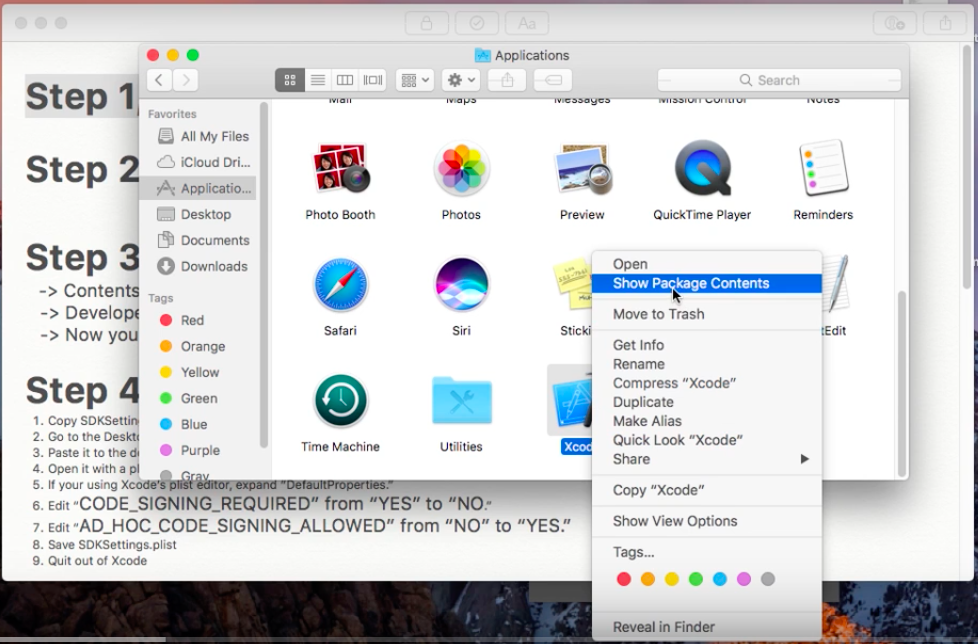 Aa
Applications
Search
Step 1
Step 2
Step 3
-> Contents
-> Develope
-> Now you
Step 4
1. Copy SDKSettin
2. Go to the Deskto
3. Paste it to the de
4. Open it with a pl
5. If your using Xcode's plist editor, expand "DefaultProperties."
6. Edit "CODE_SIGNING_REQUIRED" from "YES" to "NO."
7. Edit "AD_HOC_CODE_SIGNING_ALLOWED" from "NO" to "YES."
8. Save SDKSettings.plist
9. Quit out of Xcode
Favorites
All My Files
iCloud Dri...
Applicatio...
Desktop
Documents
Downloads
Tags
Red
Orange
Yellow
Green
Blue
Purple
Gray
Mail Maps Messages Mission Control Notes
Photo Booth Photos Preview QuickTime Player Reminders
Safari Siri Sticki tEdit
Time Machine Utilities Xcod
Open
Show Package Contents
Move to Trash
Get Info
Rename
Compress "Xcode"
Duplicate
Make Alias
Quick Look "Xcode"
Share
Copy "Xcode"
Show View Options
Tags...
Reveal in Finder